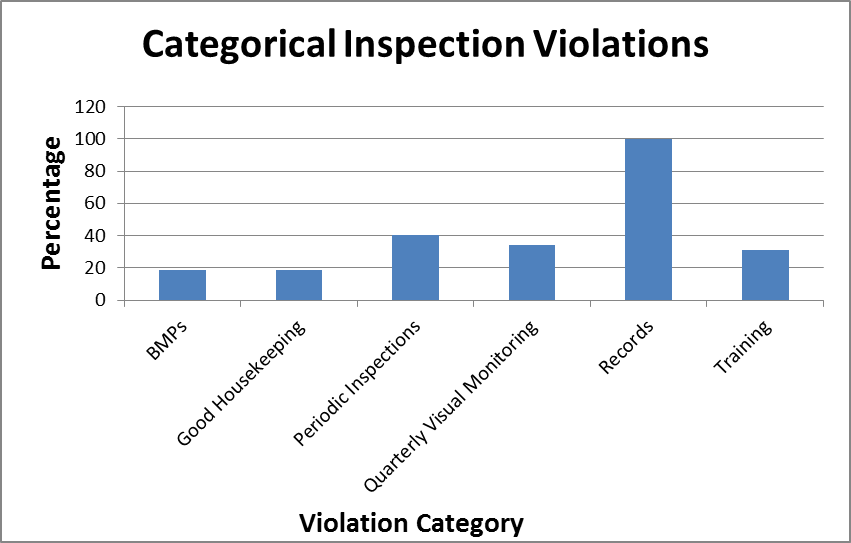 Categorical Inspection Violations
Percentage
120
100
80
60
40
20
0
BMPs
Good Housekeeping
Periodic Inspections
Quarterly Visual Monitoring
Records
Training
Violation Category